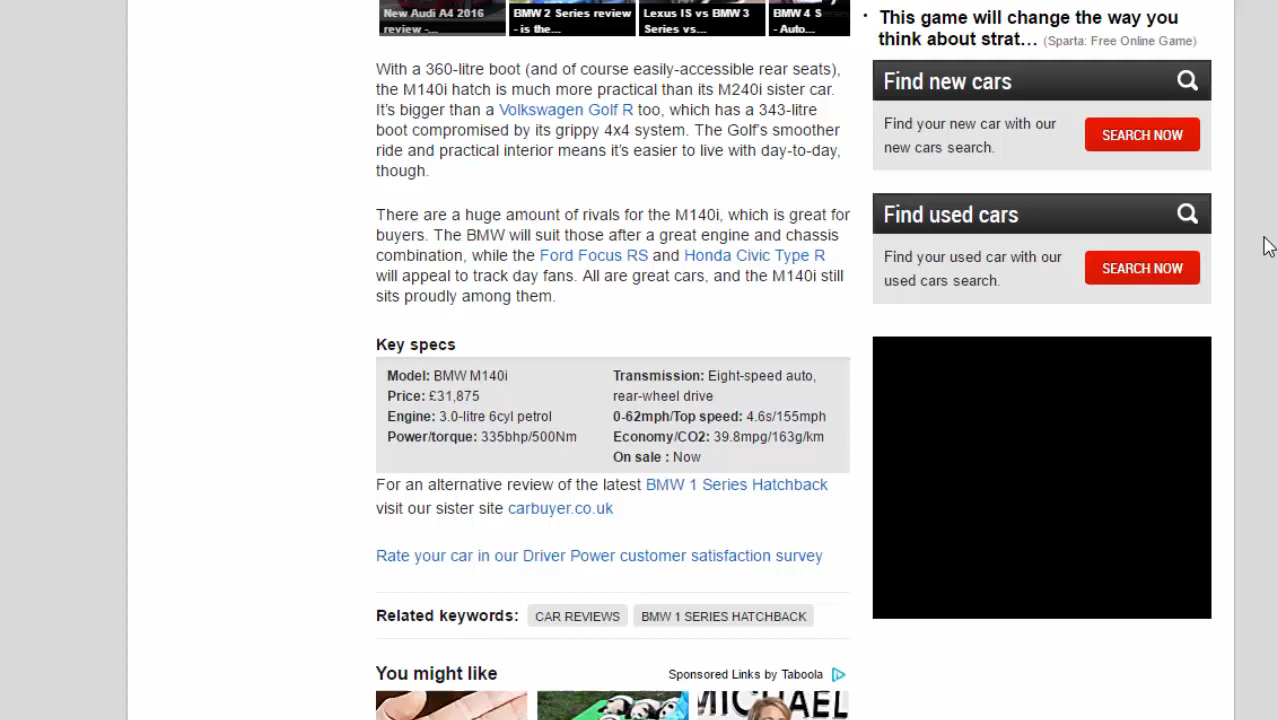 New Audi A4 2016
review -...
BMW 2 Series review
- is the...
Lexus IS vs BMW 3
Series vs...
BMW 4 S
- Auto...
With a 360-litre boot (and of course easily-accessible rear seats),
the M140i hatch is much more practical than its M240i sister car.
It's bigger than a Volkswagen Golf R too, which has a 343-litre
boot compromised by its grippy 4x4 system. The Golf's smoother
ride and practical interior means it's easier to live with day-to-day,
though.
There are a huge amount of rivals for the M140i, which is great for
buyers. The BMW will suit those after a great engine and chassis
combination, while the Ford Focus RS and Honda Civic Type R
will appeal to track day fans. All are great cars, and the M140i still
sits proudly among them.
Key specs
Model: BMW M140i
Price: £31,875
Engine: 3.0-litre 6cyl petrol
Power/torque: 335bhp/500Nm
Transmission: Eight-speed auto,
rear-wheel drive
0-62mph/Top speed: 4.6s/155mph
Economy/CO2: 39.8mpg/163g/km
On sale : Now
For an alternative review of the latest BMW 1 Series Hatchback
visit our sister site carbuyer.co.uk
Rate your car in our Driver Power customer satisfaction survey
Related keywords: CAR REVIEWS BMW 1 SERIES HATCHBACK
You might like
Sponsored Links by Taboola
MICHAEL
· This game will change the way you
think about strat… (Sparta: Free Online Game)
Find new cars
Find your new car with our
new cars search.
SEARCH NOW
Find used cars
Find your used car with our
used cars search.
SEARCH NOW